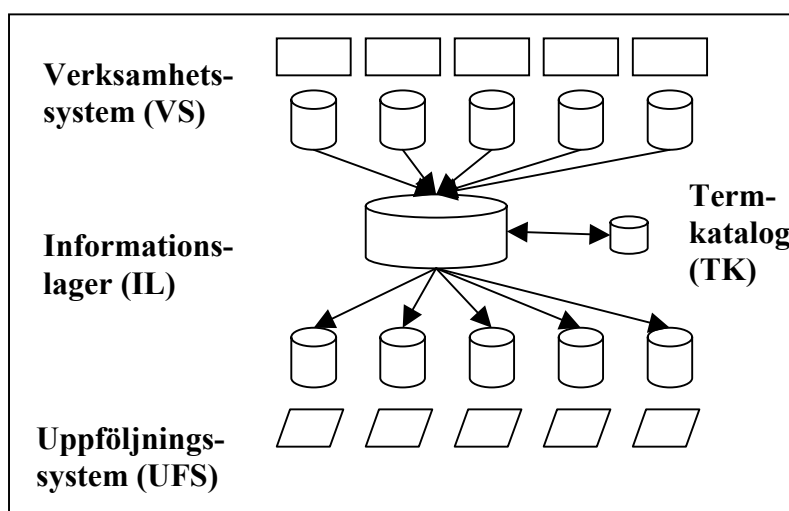 Verksamhets-
system (VS)
Term-
katalog
(TK)
Informations-
lager (IL)
Uppföljnings-
system (UFS)